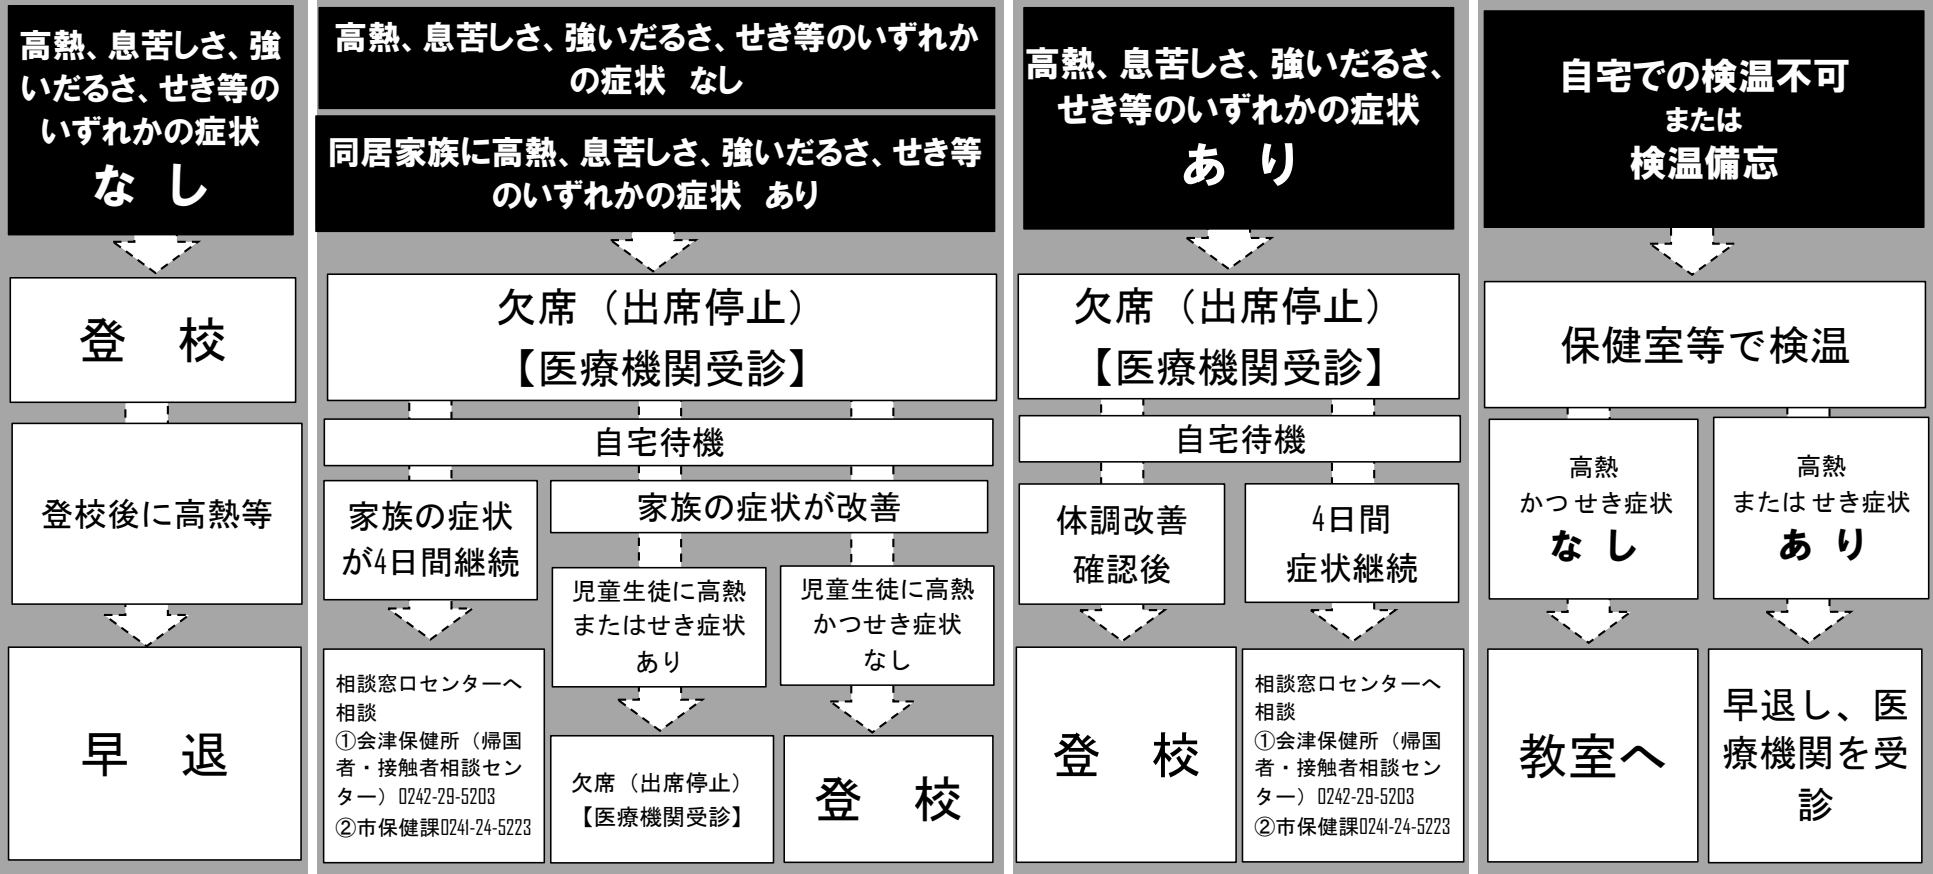 高熱、息苦しさ、強
いだるさ、せき等の
いずれかの症状
なし
登 校
登校後に高熱等
早 退
高熱、息苦しさ、強いだるさ、せき等のいずれか
の症状 なし
同居家族に高熱、息苦しさ、強いだるさ、せき等
のいずれかの症状 あり
欠席（出席停止）
【医療機関受診】
自宅待機
家族の症状
が4日間継続
相談窓口センターへ
相談
①会津保健所（帰国
者・接触者相談セン
ター）0242-29-5203
②市保健課0241-24-5223
家族の症状が改善
児童生徒に高熱
またはせき症状
あり
欠席（出席停止）
【医療機関受診】
児童生徒に高熱
かつせき症状
なし
登 校
高熱、息苦しさ、強いだるさ、
せき等のいずれかの症状
あり
欠席（出席停止）
【医療機関受診】
自宅待機
体調改善
確認後
登 校
4日間
症状継続
相談窓口センターへ
相談
①会津保健所（帰国
者・接触者相談セン
ター）0242-29-5203
②市保健課0241-24-5223
自宅での検温不可
または
検温備忘
保健室等で検温
高熱
かつ せき症状
なし
教室へ
高熱
または せき症状
あり
早退し、医
療機関を受
診